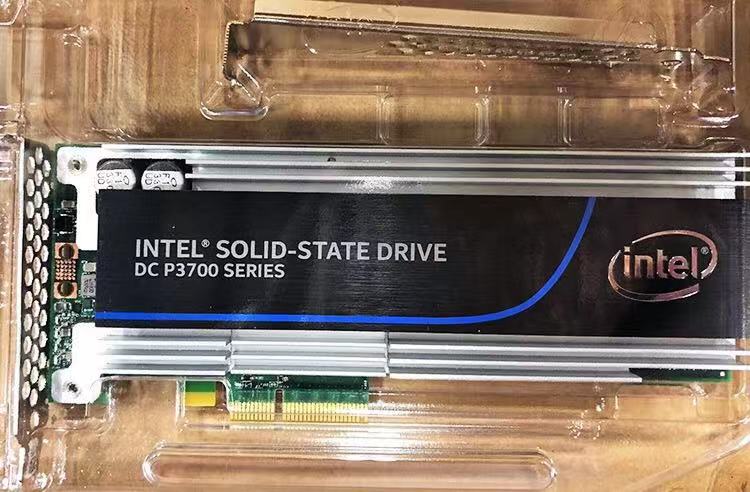 INTEL® SOLID-STATE DRIVE
DC P3700 SERIES
intel®